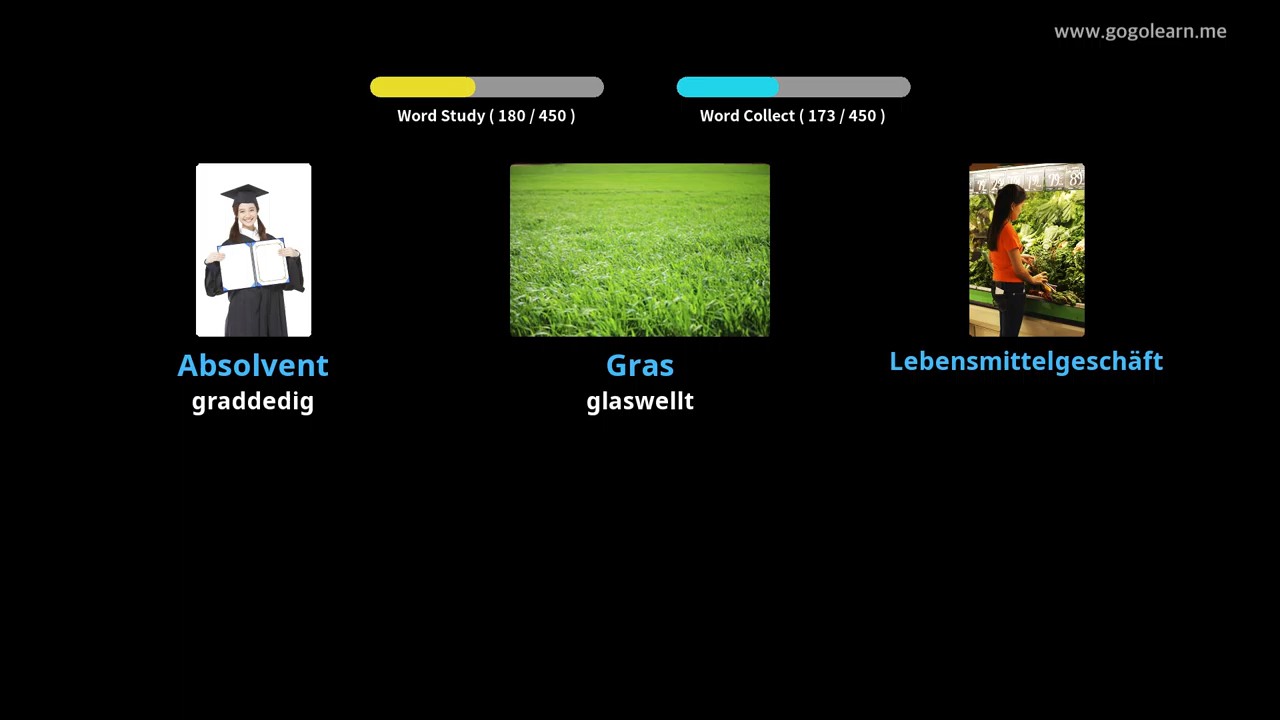 www.gogolearn.me
Word Study ( 180 / 450 )
Word Collect ( 173 / 450 )
Absolvent
graddedig
Gras
glaswellt
Lebensmittelgeschäft